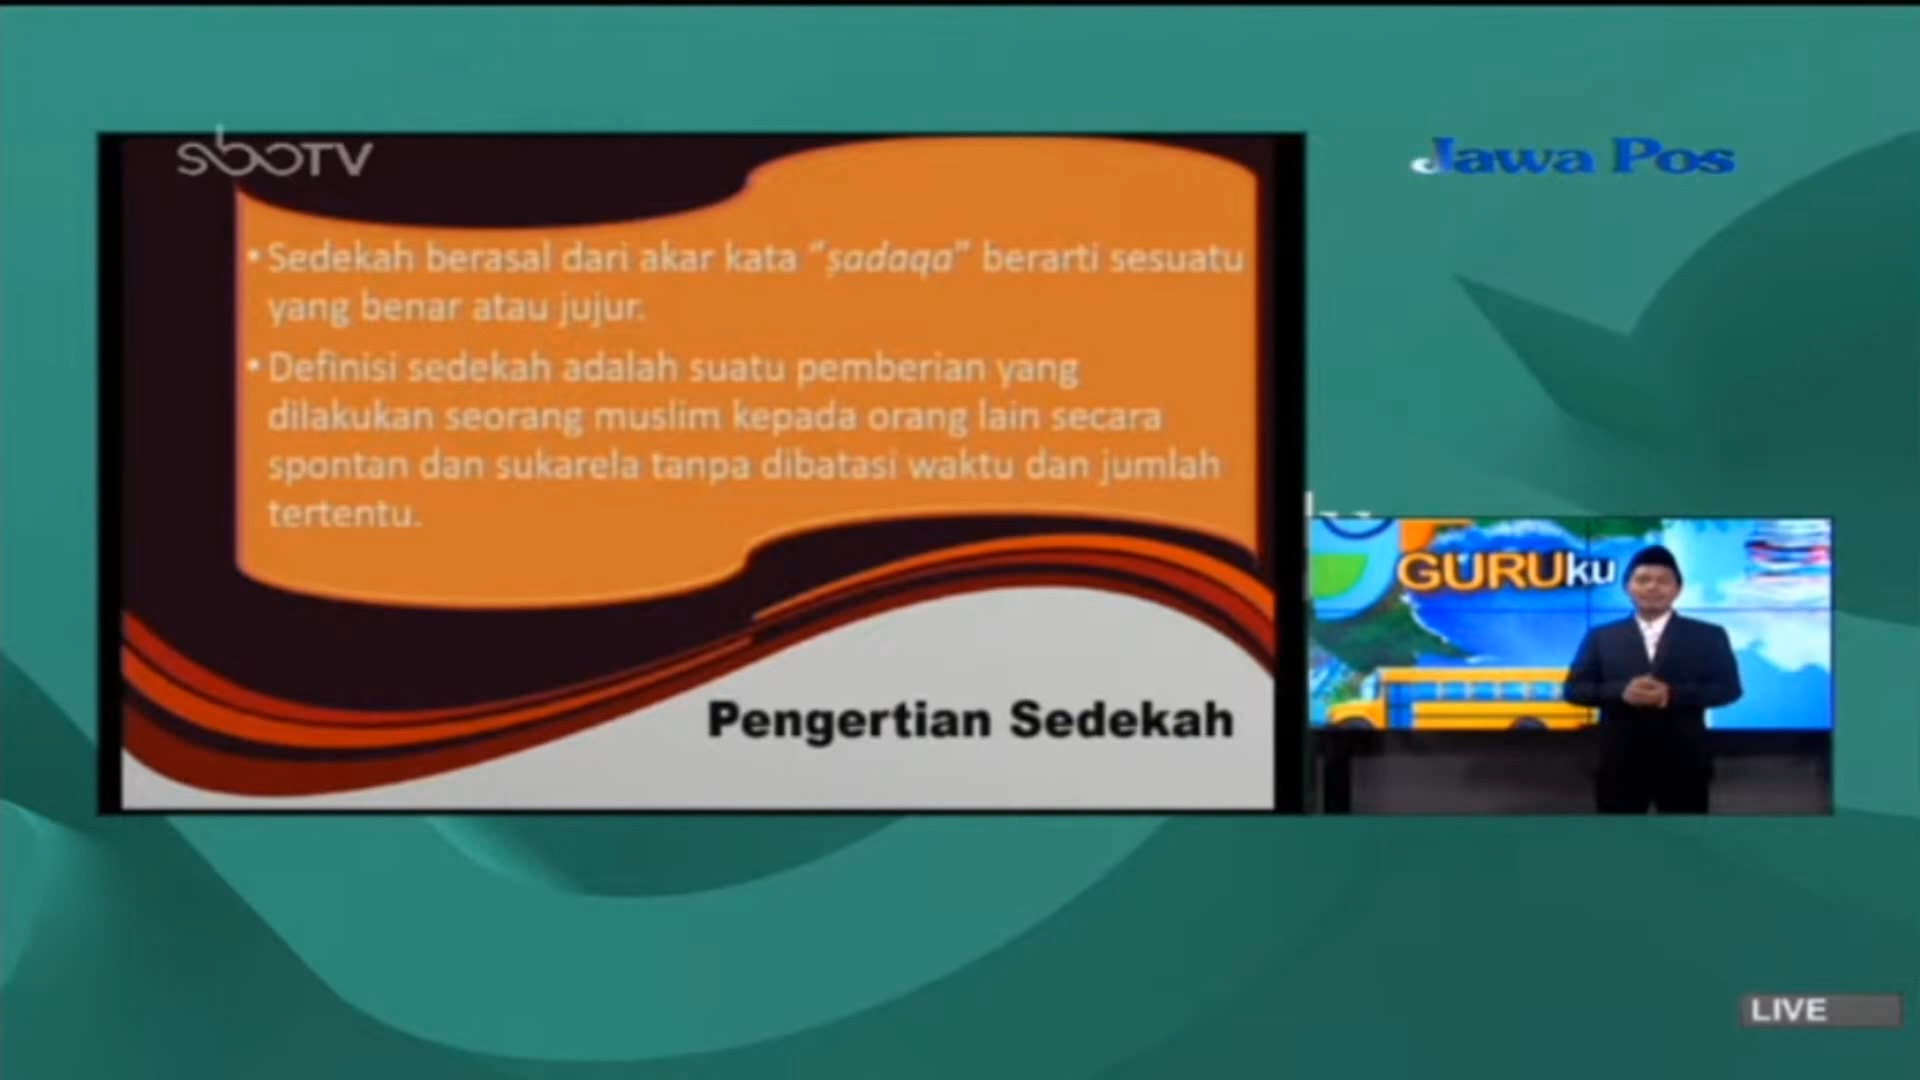 sboTV
Jawa Pos
• Sedekah berasal dari akar kata “ṣadaqa” berarti sesuatu
yang benar atau jujur.
• Definisi sedekah adalah suatu pemberian yang
dilakukan seorang muslim kepada orang lain secara
spontan dan sukarela tanpa dibatasi waktu dan jumlah
tertentu.
Pengertian Sedekah
GURUku
LIVE